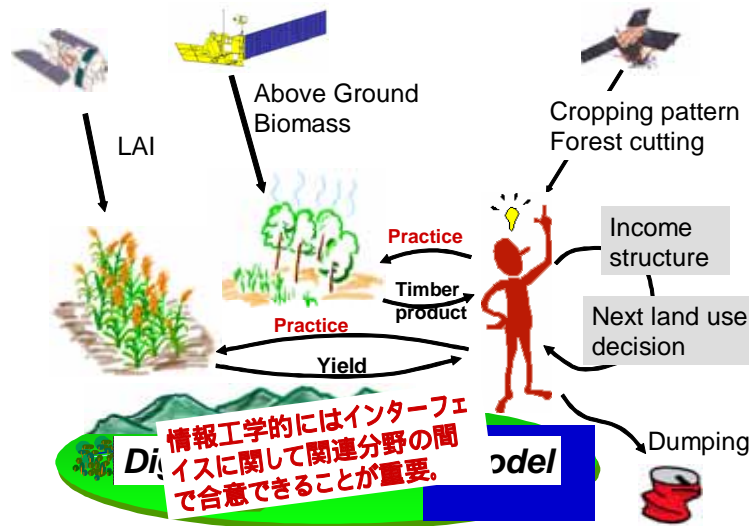 Above Ground
Biomass
LAI
Cropping pattern
Forest cutting
Practice
Timber
product
Income
structure
Practice
Yield
Next land use
decision
情報工学的にはインターフェ
イスに関して関連分野の間
で合意できることが重要。
Dumping